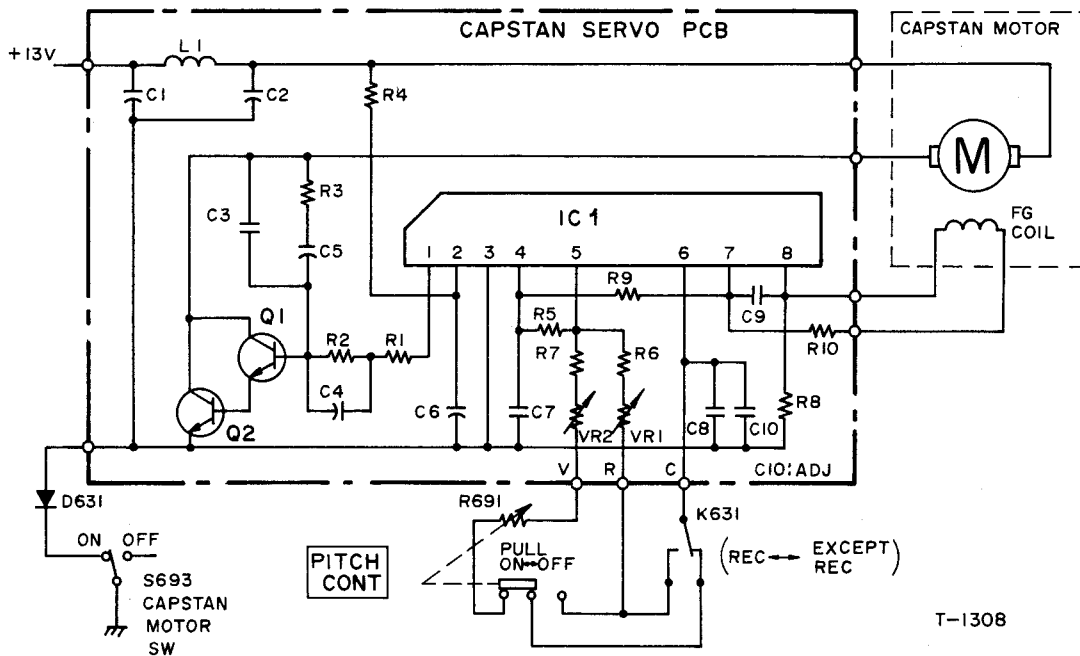 CAPSTAN SERVO PCB
CAPSTAN MOTOR
+13V
L1
C1
C2
R4
M
R3
C3
C5
IC1
FG
COIL
1 2 3 4 5 6 7 8
R9
C9
R10
Q1
R2
R1
R5
R7
R6
C4
C6
C7
VR2
VR1
C8
C10
R8
Q2
V
R
C
C10:ADJ
D631
R691
K631
ON
OFF
PITCH
CONT
PULL
ON↔OFF
(REC ↔ EXCEPT
REC)
S693
CAPSTAN
MOTOR
SW
T-1308